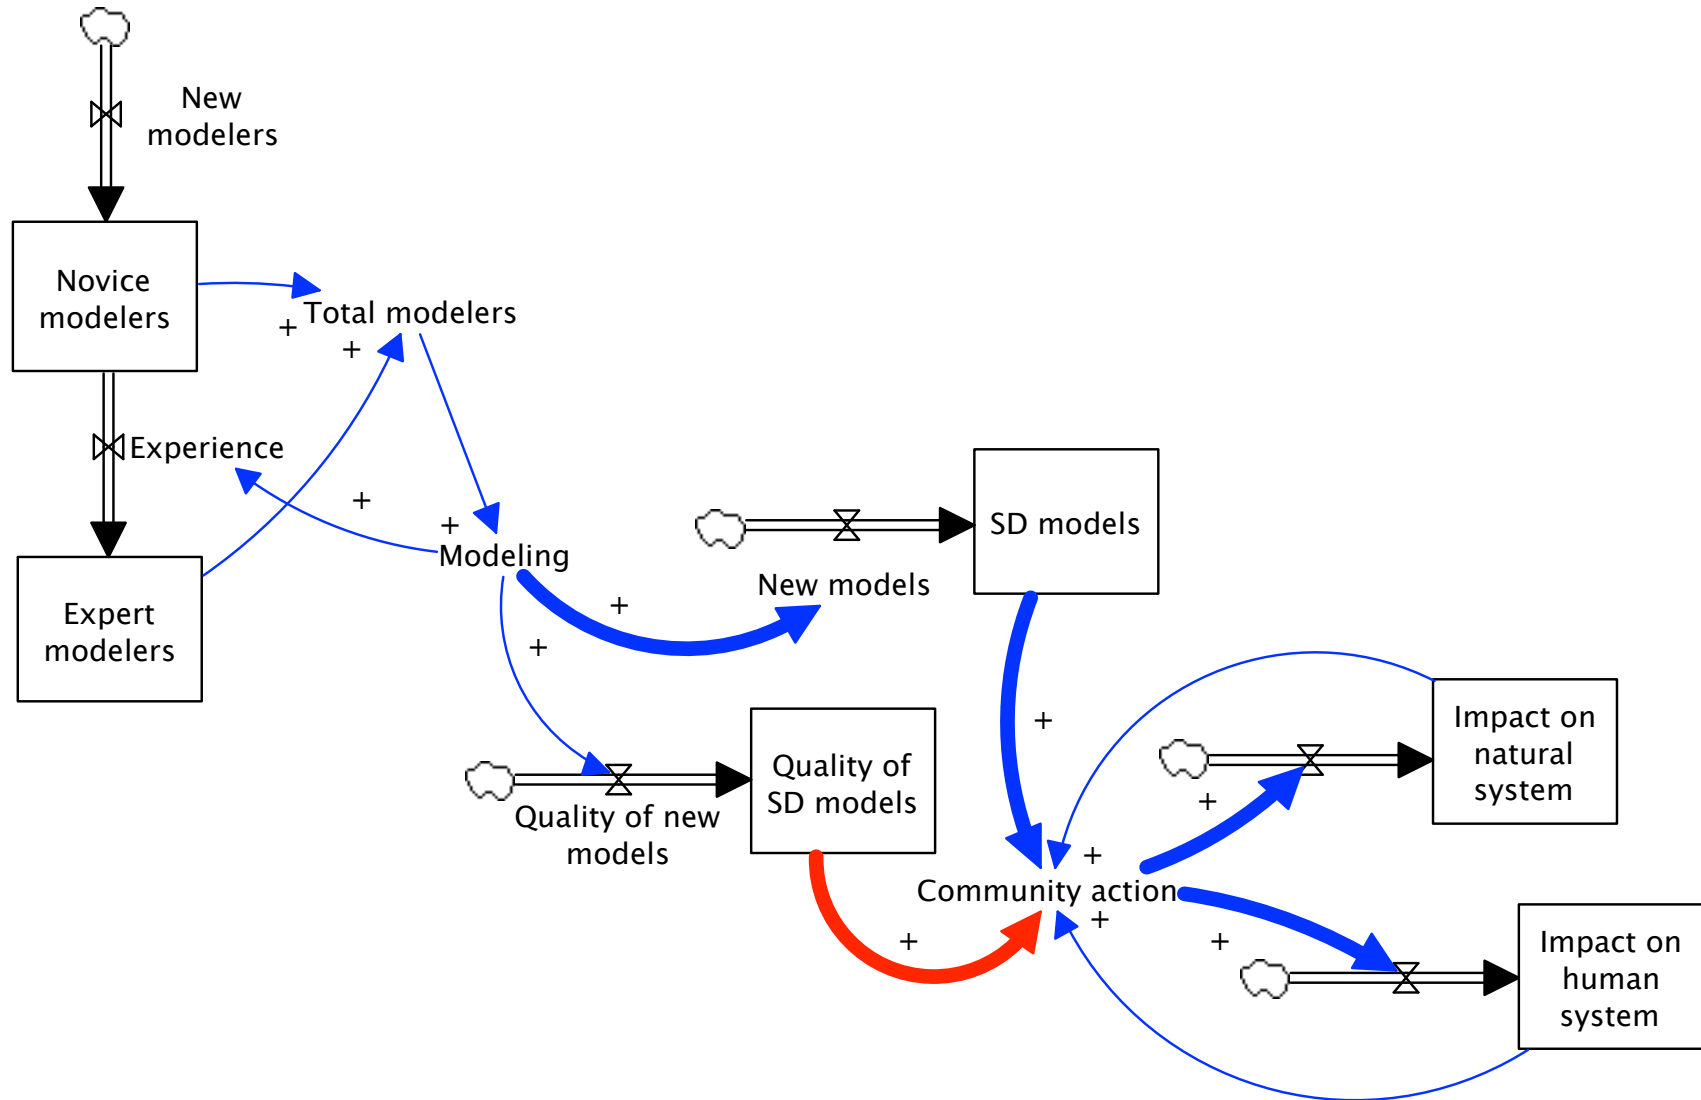 New
modelers
Novice
modelers
+
Total modelers
+
Experience
+
+
Modeling
Expert
modelers
SD models
New models
+
+
+
Quality of
SD models
Quality of new
models
Impact on
natural
system
+
+
Community action
+
+
+
Impact on
human
system